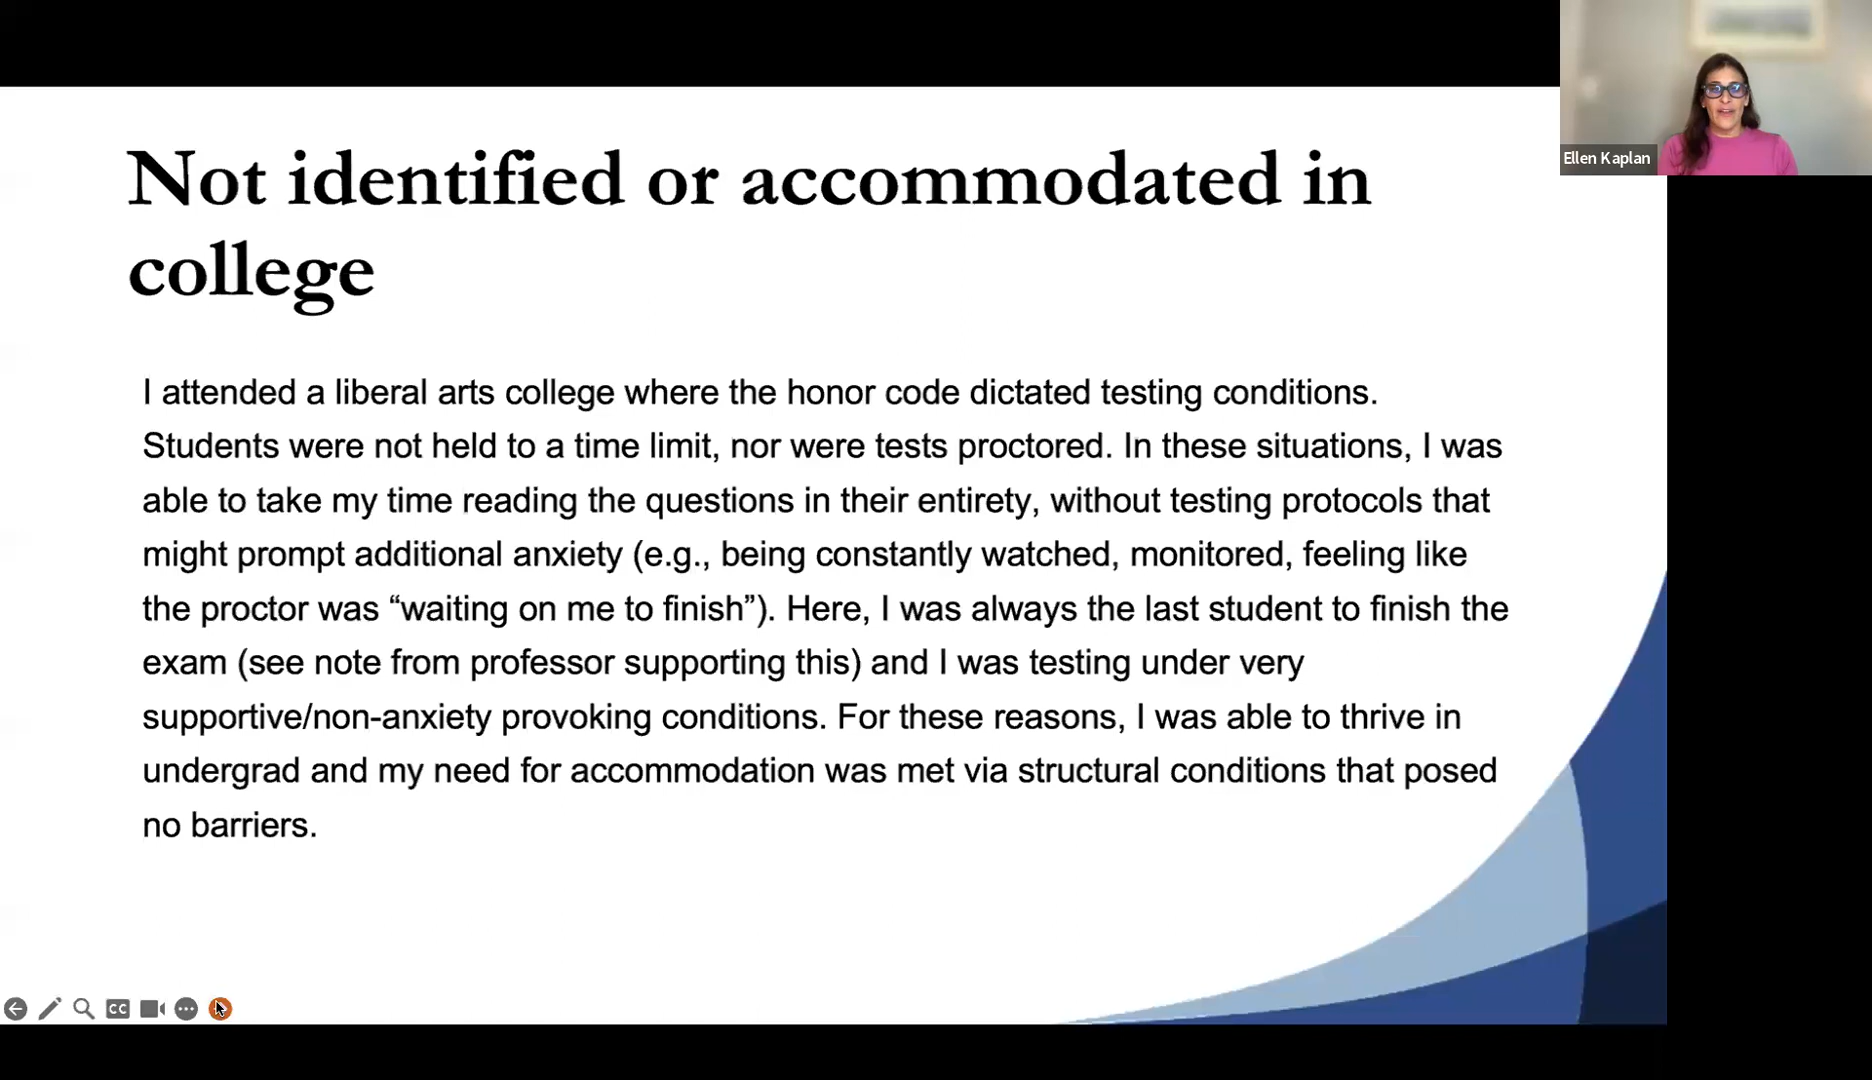 Not identified or accommodated in
college
I attended a liberal arts college where the honor code dictated testing conditions.
Students were not held to a time limit, nor were tests proctored. In these situations, I was
able to take my time reading the questions in their entirety, without testing protocols that
might prompt additional anxiety (e.g., being constantly watched, monitored, feeling like
the proctor was “waiting on me to finish”). Here, I was always the last student to finish the
exam (see note from professor supporting this) and I was testing under very
supportive/non-anxiety provoking conditions. For these reasons, I was able to thrive in
undergrad and my need for accommodation was met via structural conditions that posed
no barriers.
Ellen Kaplan
CC